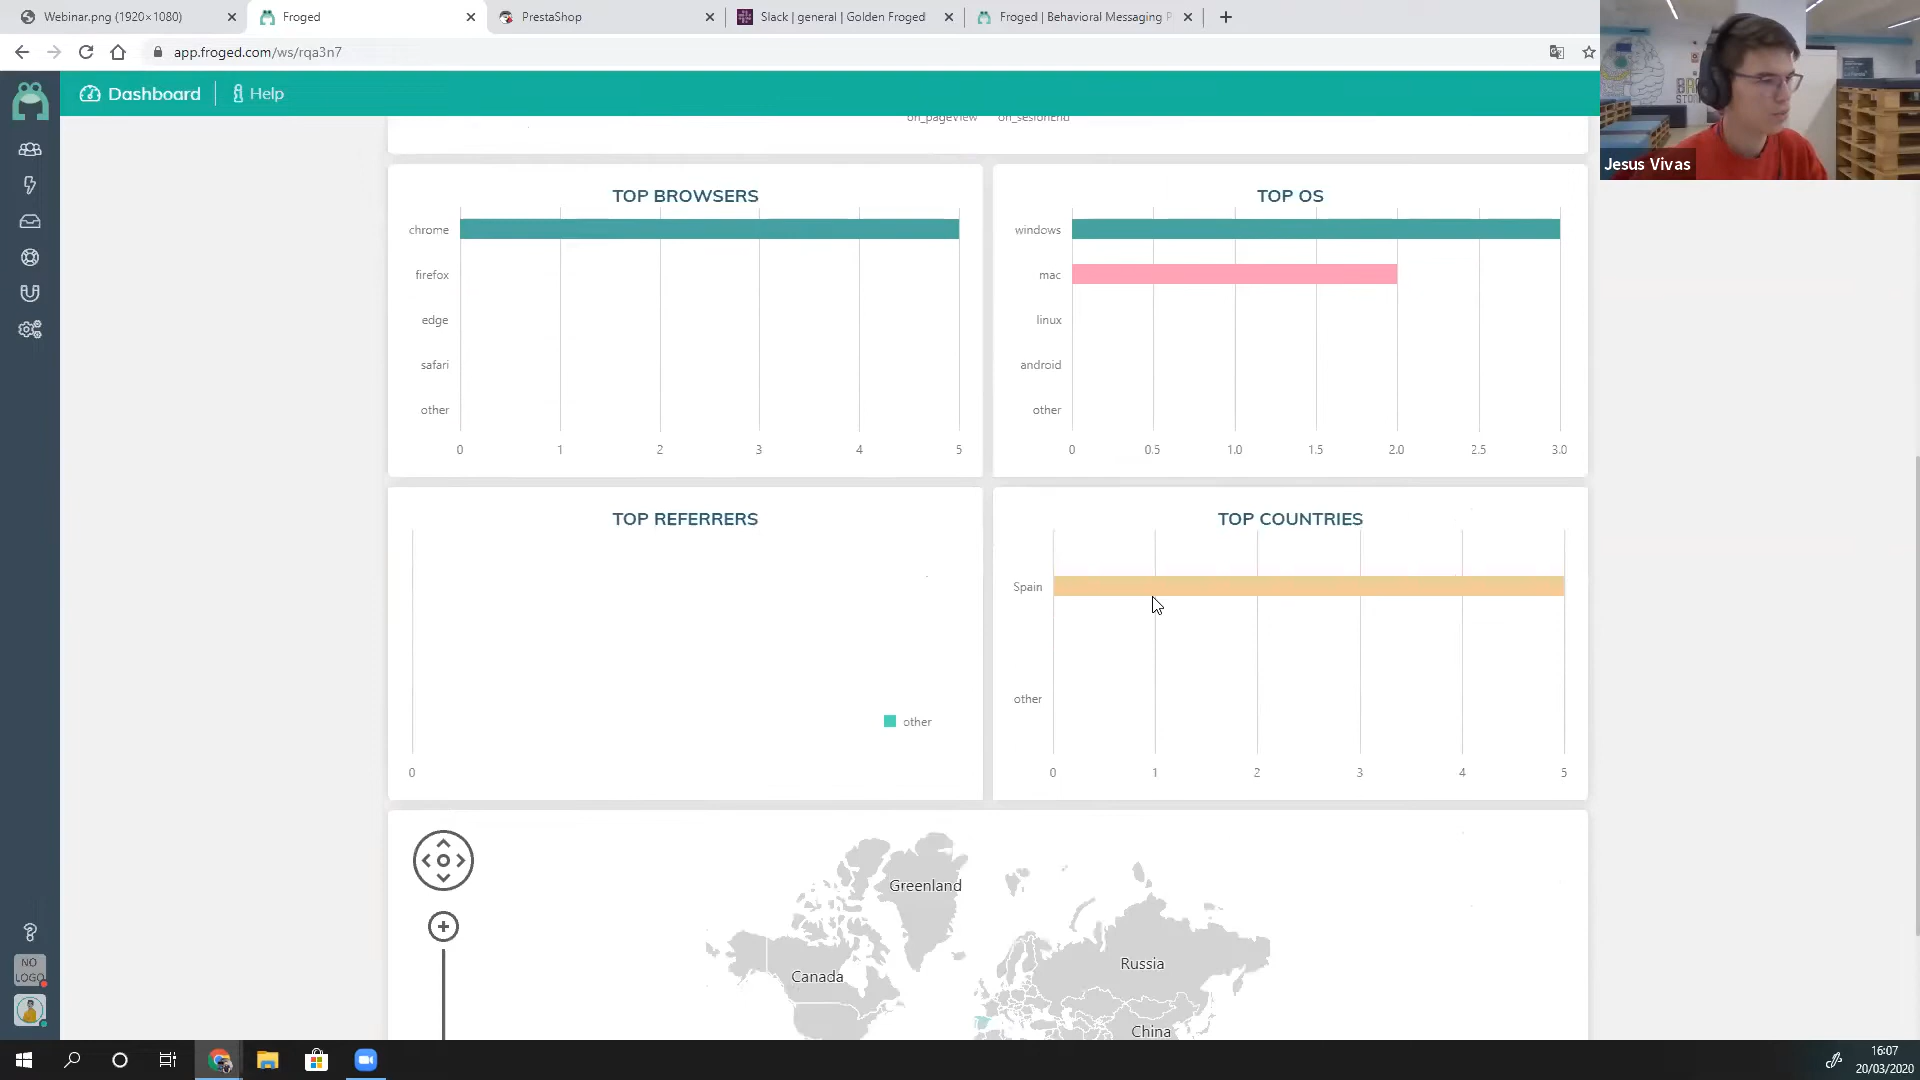 Webinar.png (1920×1080)
Froged
PrestaShop
Slack | general | Golden Froged
Froged | Behavioral Messaging P
app.froged.com/ws/rqa3n7
Dashboard
Help
Jesus Vivas
on_pageView on_sesionEnd
TOP BROWSERS
chrome
firefox
edge
safari
other
0 1 2 3 4 5
TOP OS
windows
mac
linux
android
other
0 0.5 1.0 1.5 2.0 2.5 3.0
TOP REFERRERS
other
0
TOP COUNTRIES
Spain
other
0 1 2 3 4 5
Greenland
Canada
Russia
China
NO
LOGO
16:07
20/03/2020